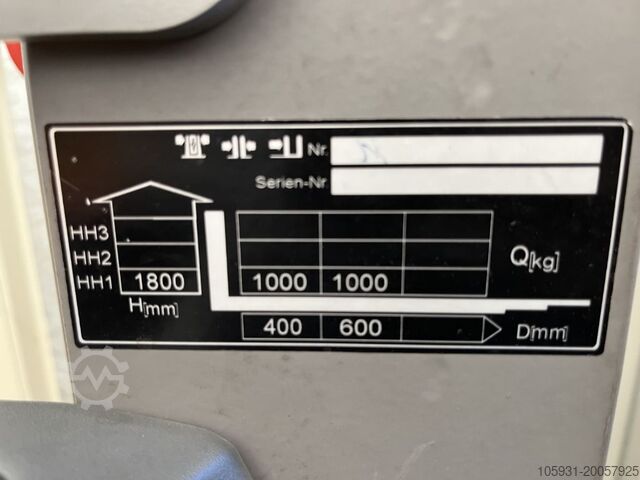 Nr.
Serien-Nr.
HH3
HH2
HH1 1800 1000 1000 Q[kg]
H[mm]
400 600 D[mm]
105931-20057925